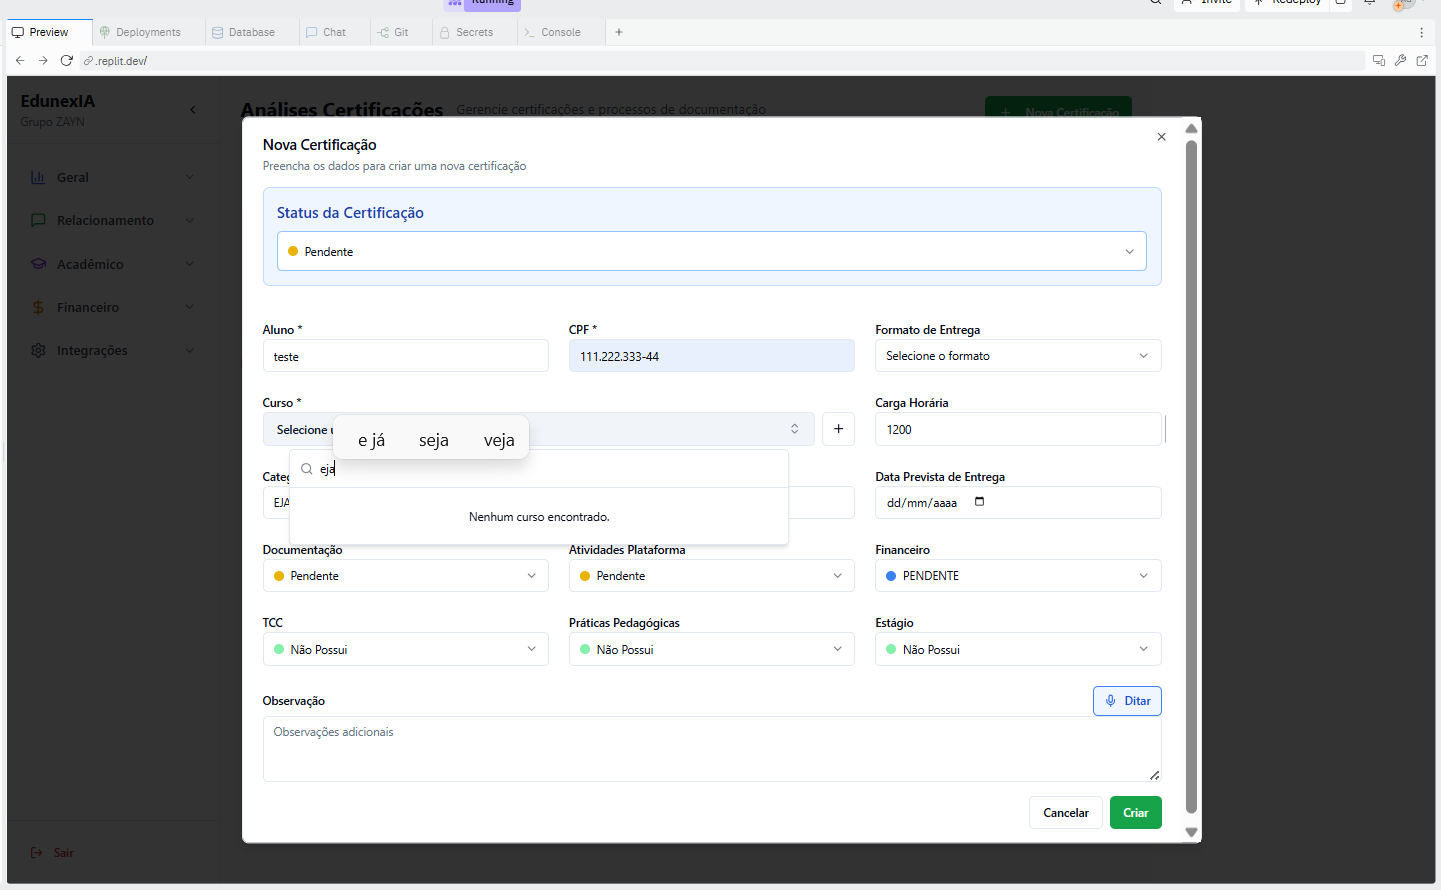 Running
Invite
Redeploy
Preview
Deployments
Database
Chat
Git
Secrets
Console
.replit.dev/
EdunexIA
Grupo ZAYN
Análises Certificações
Gerencie certificações e processos de documentação
Nova Certificação
Geral
Relacionamento
Acadêmico
Financeiro
Integrações
Sair
Nova Certificação
Preencha os dados para criar uma nova certificação
Status da Certificação
Pendente
Aluno *
CPF *
Formato de Entrega
teste
111.222.333-44
Selecione o formato
Curso *
Carga Horária
Selecione
e já
seja
veja
+
1200
eja
Data Prevista de Entrega
EJA
dd/mm/aaaa
Nenhum curso encontrado.
Documentação
Atividades Plataforma
Financeiro
Pendente
Pendente
PENDENTE
TCC
Práticas Pedagógicas
Estágio
Não Possui
Não Possui
Não Possui
Observação
Ditar
Observações adicionais
Cancelar
Criar